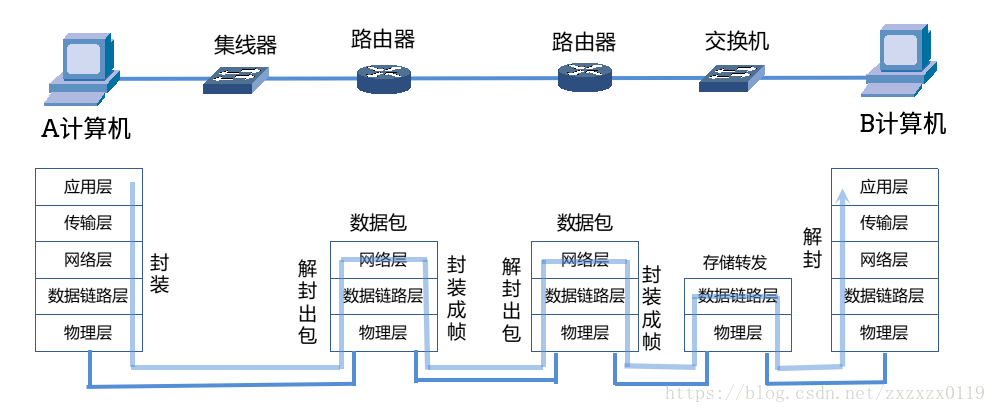 集线器
路由器
路由器
交换机
A计算机
B计算机
应用层
传输层
网络层
数据链路层
物理层
封装
解封出包
数据包
网络层
数据链路层
物理层
封装成帧
解封出包
数据包
网络层
数据链路层
物理层
封装成帧
存储转发
数据链路层
物理层
解封
应用层
传输层
网络层
数据链路层
物理层
https://blog.csdn.net/zxzxzx0119